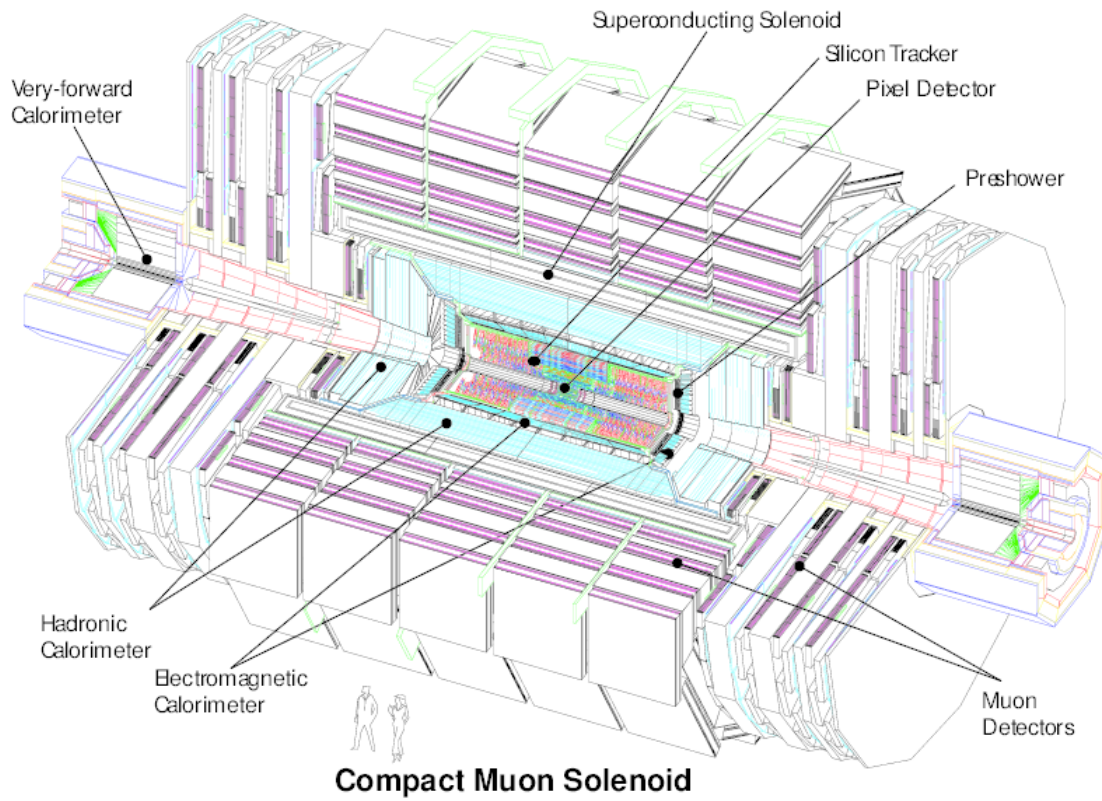 Superconducting Solenoid
Silicon Tracker
Pixel Detector
Very-forward
Calorimeter
Preshower
Hadronic
Calorimeter
Electromagnetic
Calorimeter
Muon
Detectors
Compact Muon Solenoid